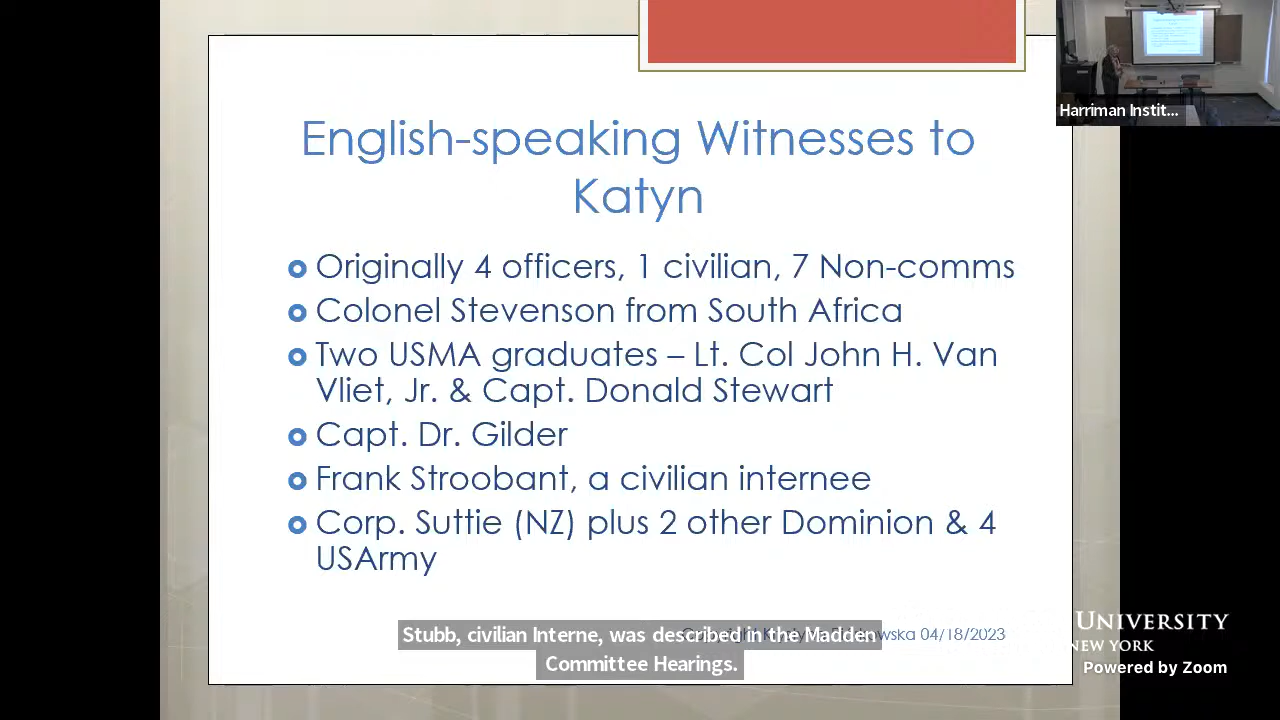 English-speaking Witnesses to
Katyn
Originally 4 officers, 1 civilian, 7 Non-comms
Colonel Stevenson from South Africa
Two USMA graduates – Lt. Col John H. Van
Vliet, Jr. & Capt. Donald Stewart
Capt. Dr. Gilder
Frank Stroobant, a civilian internee
Corp. Suttie (NZ) plus 2 other Dominion & 4
USArmy
04/18/2023
Stubb, civilian Interne, was described in the Madden
Committee Hearings.
Harriman Instit...
UNIVERSITY
NEW YORK
Powered by Zoom